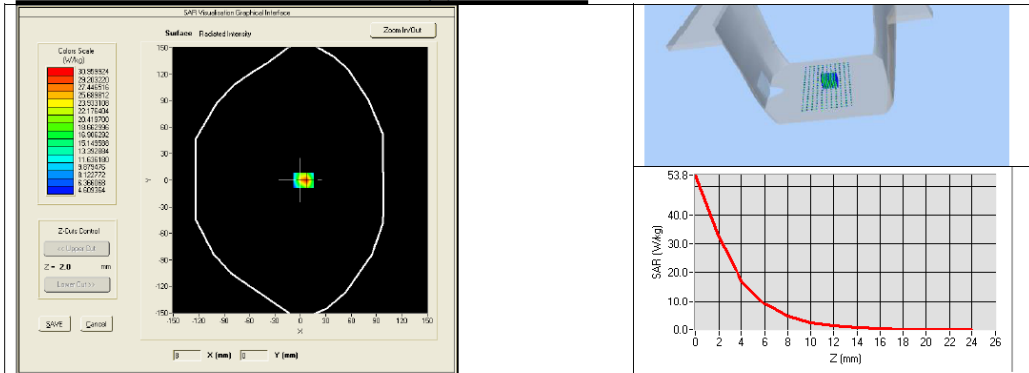 SAR Visualisation Graphical Interface
Surface Radiated Intensity
Zoom In/Out
Colors Scale
(W/kg)
30.959924
29.203220
27.446516
25.689812
23.933108
22.176404
20.419700
18.662996
16.906292
15.149588
13.392884
11.636180
9.879476
8.122772
6.366068
4.609364
150
120
90
60
30
0
-30
-60
-90
-120
-150
Y
-150 -120 -90 -60 -30 0 30 60 90 120 150
X
Z-Cuts Control
<< Upper Cut
Z = 2.0 mm
Lower Cut >>
SAVE Cancel
0 X (mm) 0 Y (mm)
53.8
40.0
30.0
20.0
10.0
0.0
SAR (W/kg)
0 2 4 6 8 10 12 14 16 18 20 22 24 26
Z (mm)